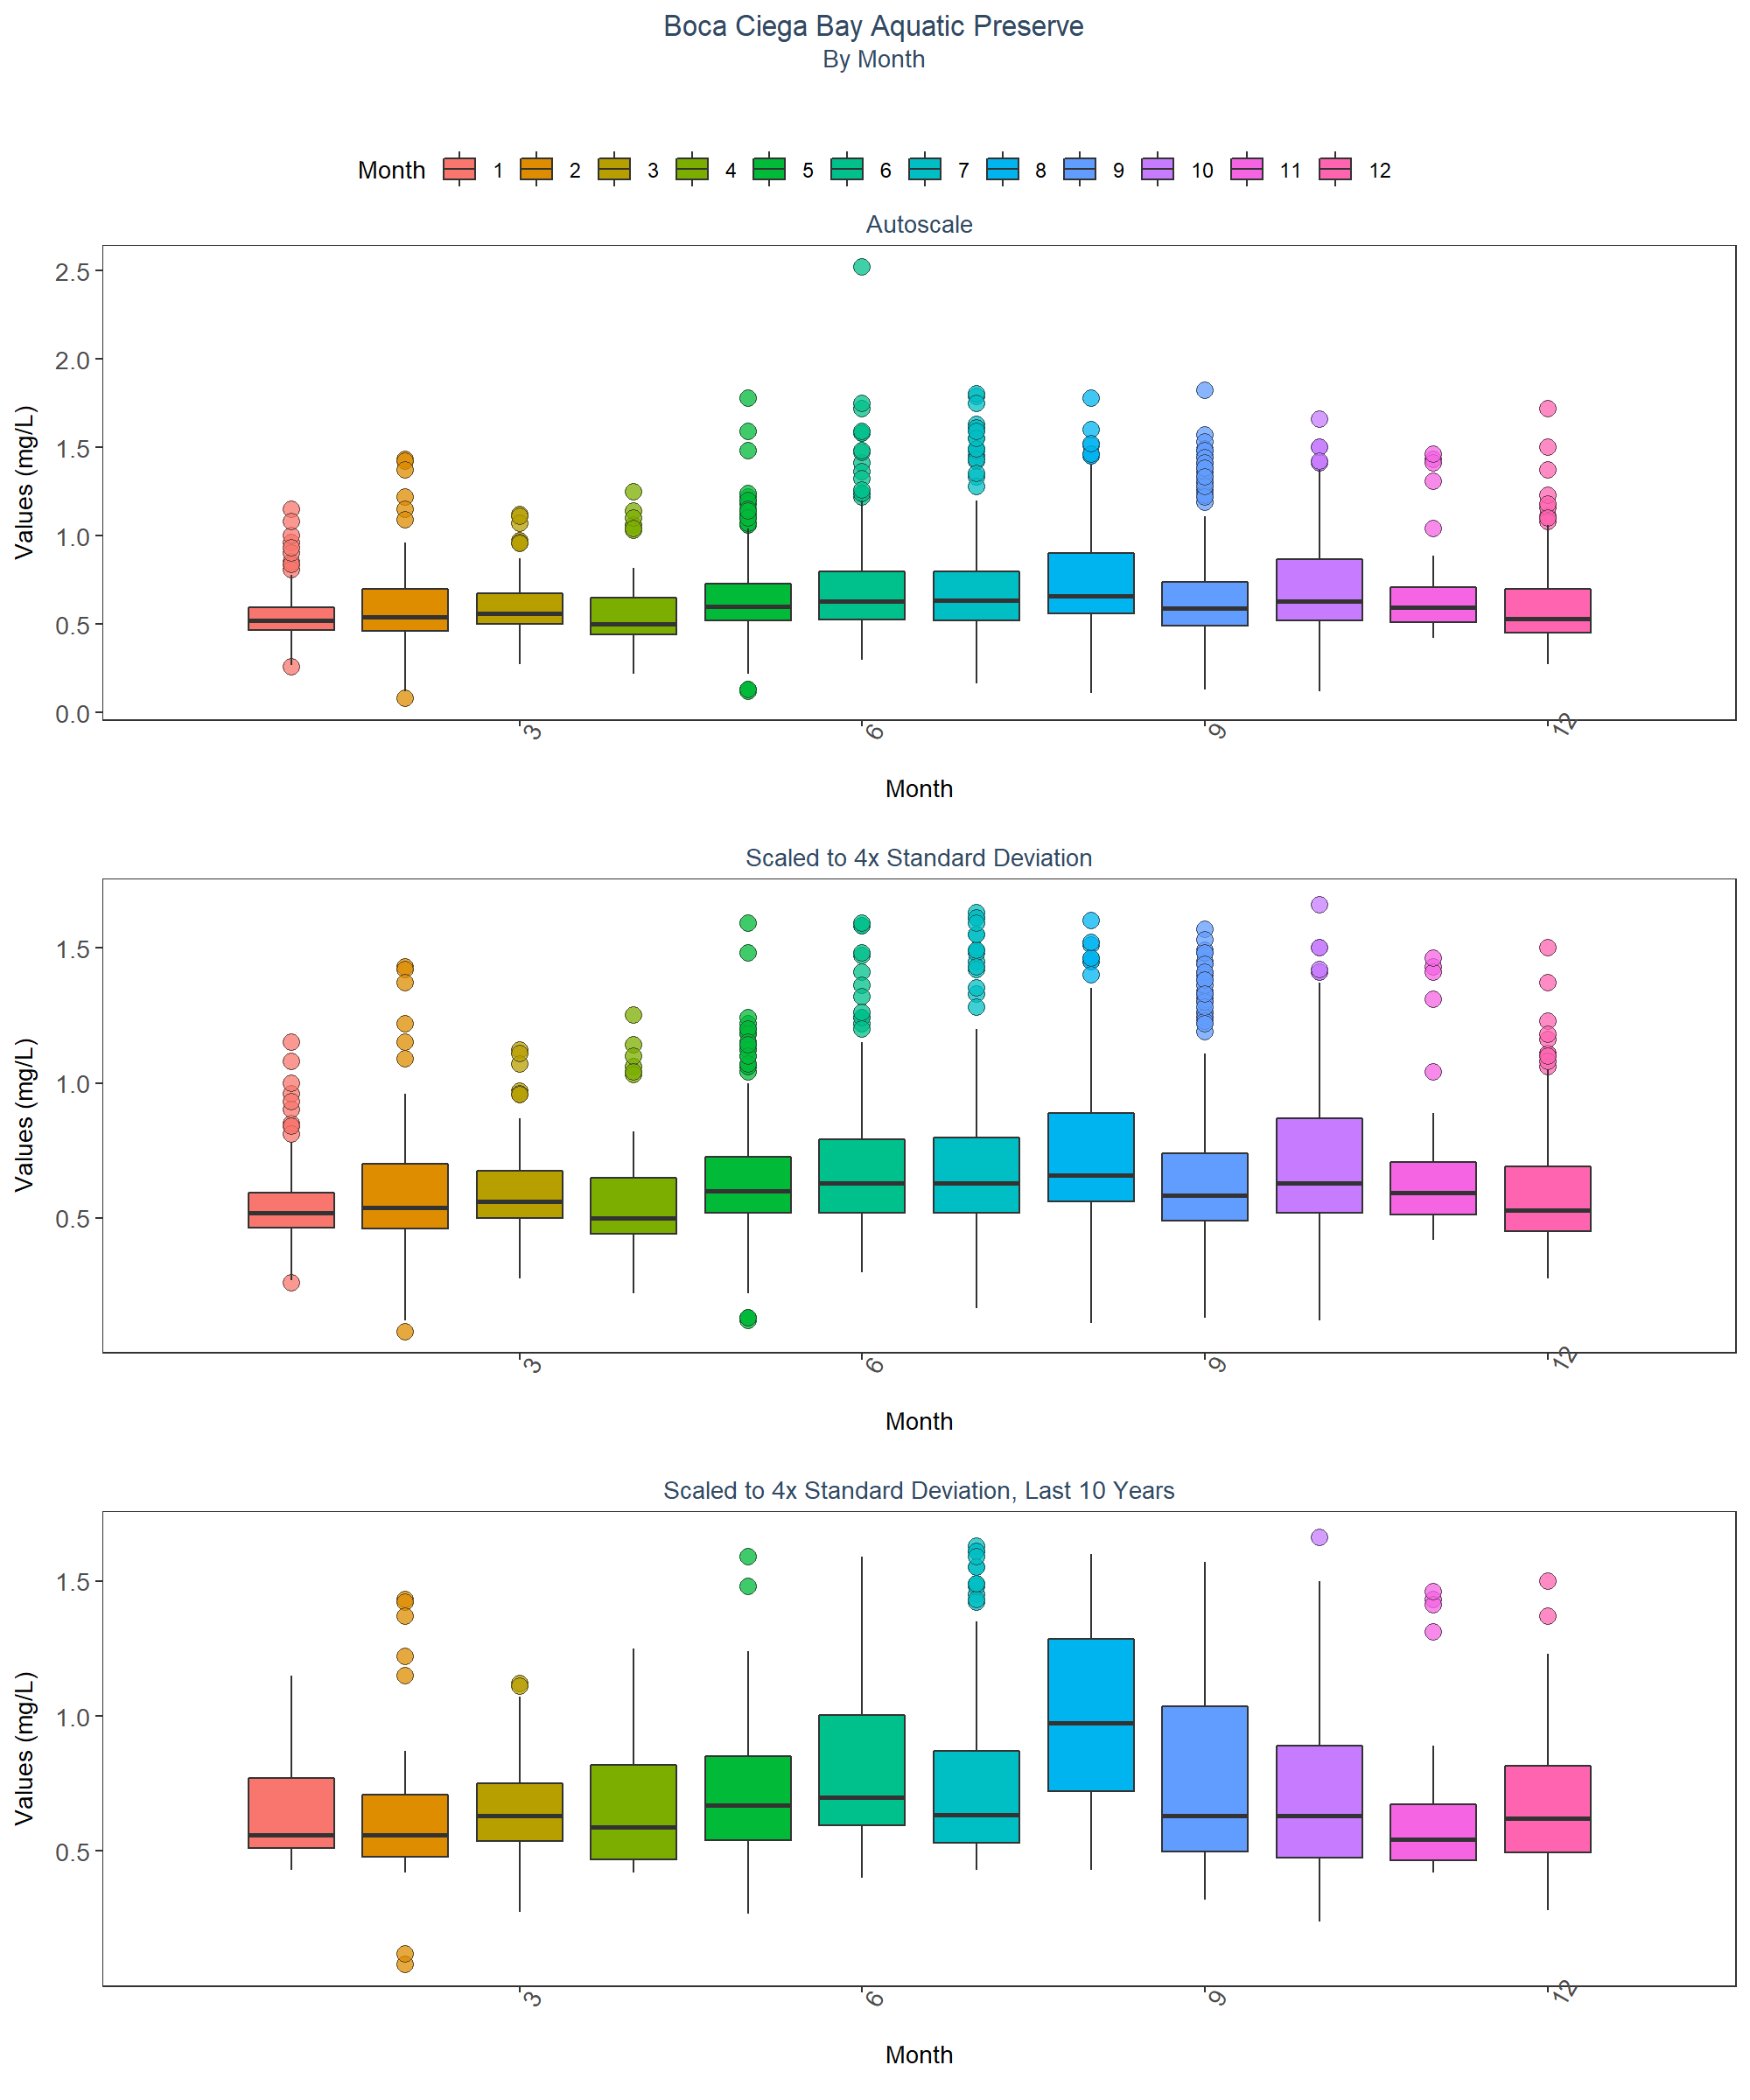 Boca Ciega Bay Aquatic Preserve
By Month
Month 1 2 3 4 5 6 7 8 9 10 11 12
Autoscale
Values (mg/L)
2.5
2.0
1.5
1.0
0.5
0.0
3 6 9 12
Month
Scaled to 4x Standard Deviation
Values (mg/L)
1.5
1.0
0.5
3 6 9 12
Month
Scaled to 4x Standard Deviation, Last 10 Years
Values (mg/L)
1.5
1.0
0.5
3 6 9 12
Month